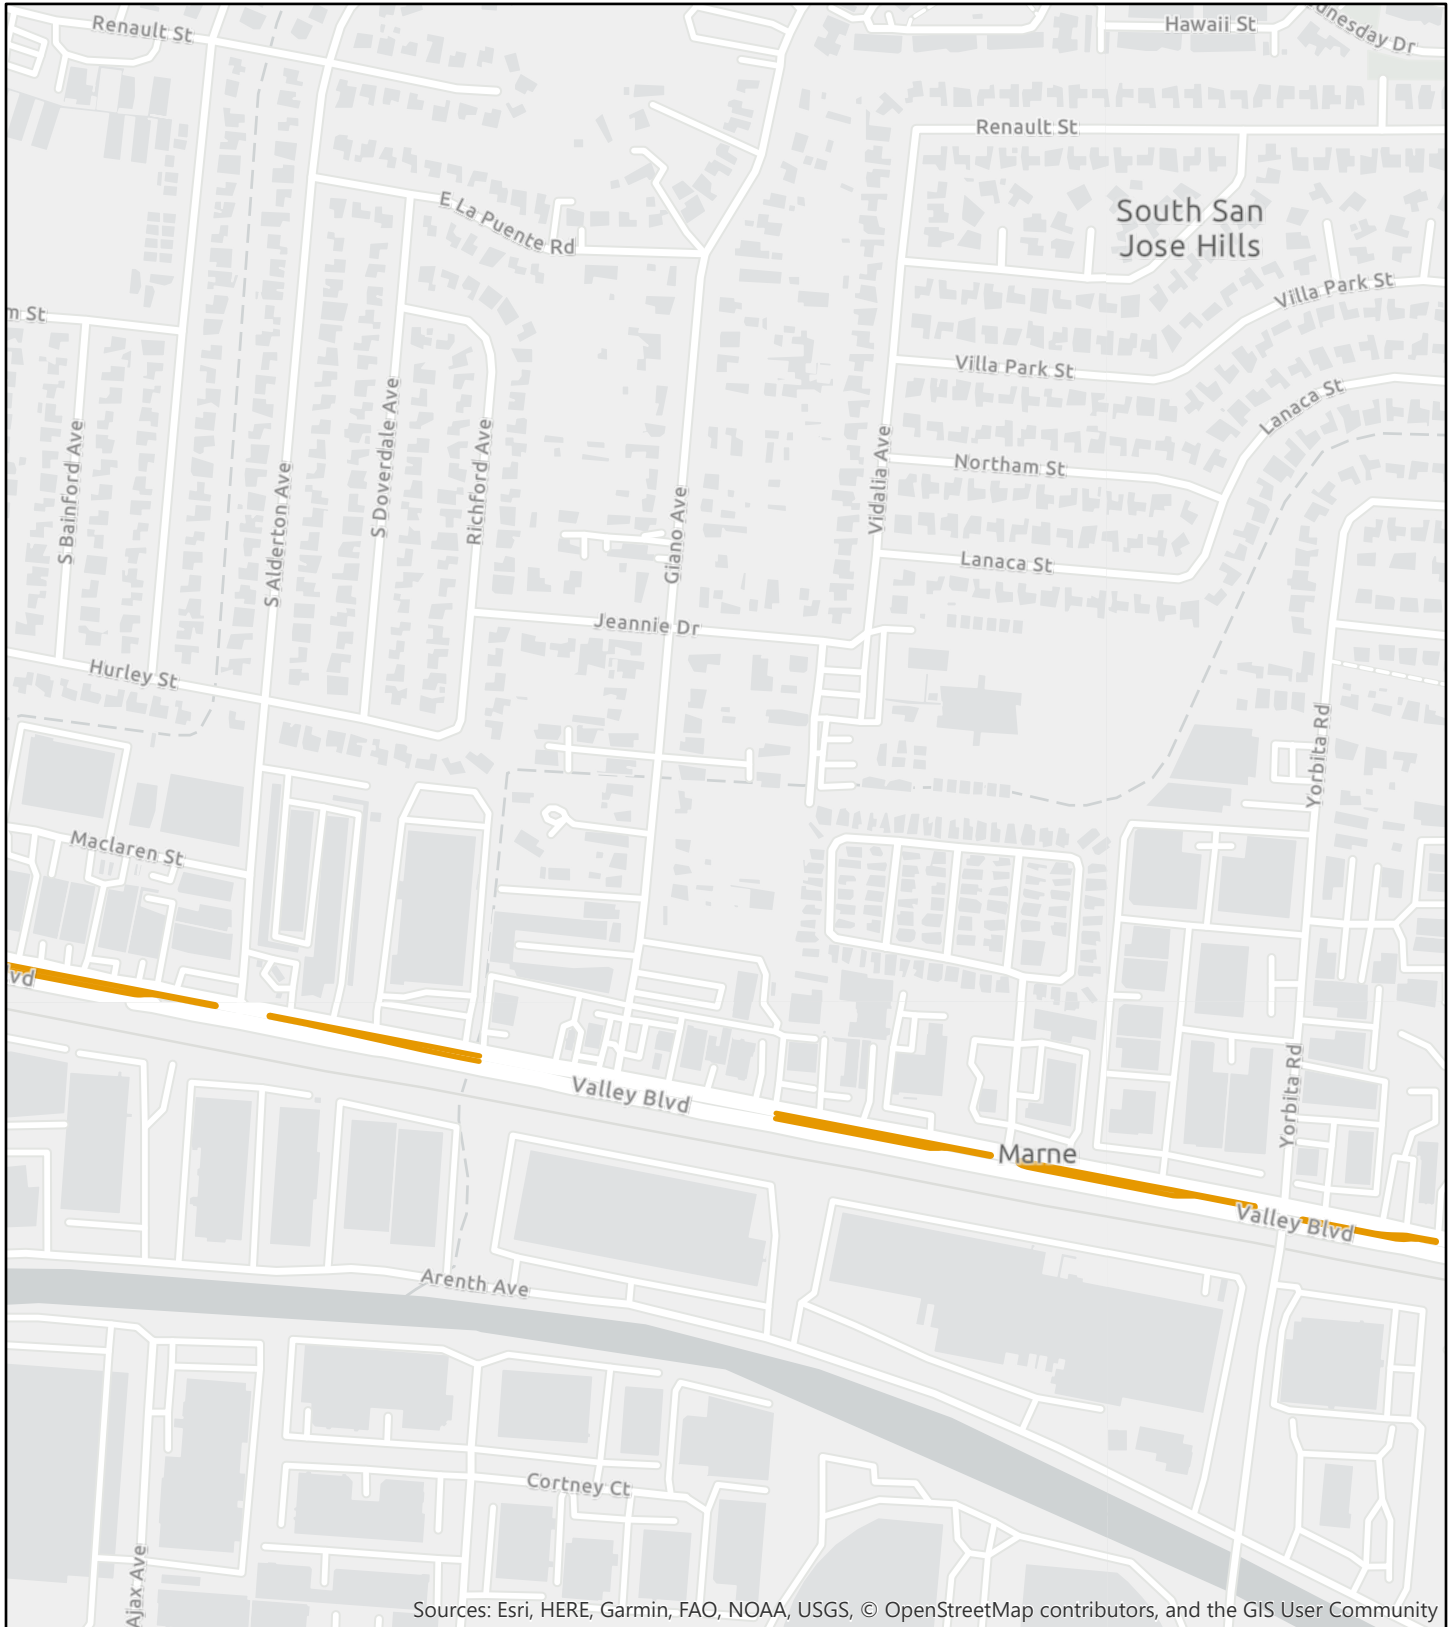 Renault St
Hawaii St
nesday Dr
Renault St
E La Puente Rd
South San
Jose Hills
Villa Park St
m St
Villa Park St
Lanaca St
S Bainford Ave
S Alderton Ave
S Doverdale Ave
Richford Ave
Giano Ave
Vidalia Ave
Northam St
Lanaca St
Jeannie Dr
Hurley St
Yorbita Rd
Maclaren St
vd
Valley Blvd
Yorbita Rd
Marne
Valley Blvd
Arenth Ave
Cortney Ct
Ajax Ave
Sources: Esri, HERE, Garmin, FAO, NOAA, USGS, © OpenStreetMap contributors, and the GIS User Community